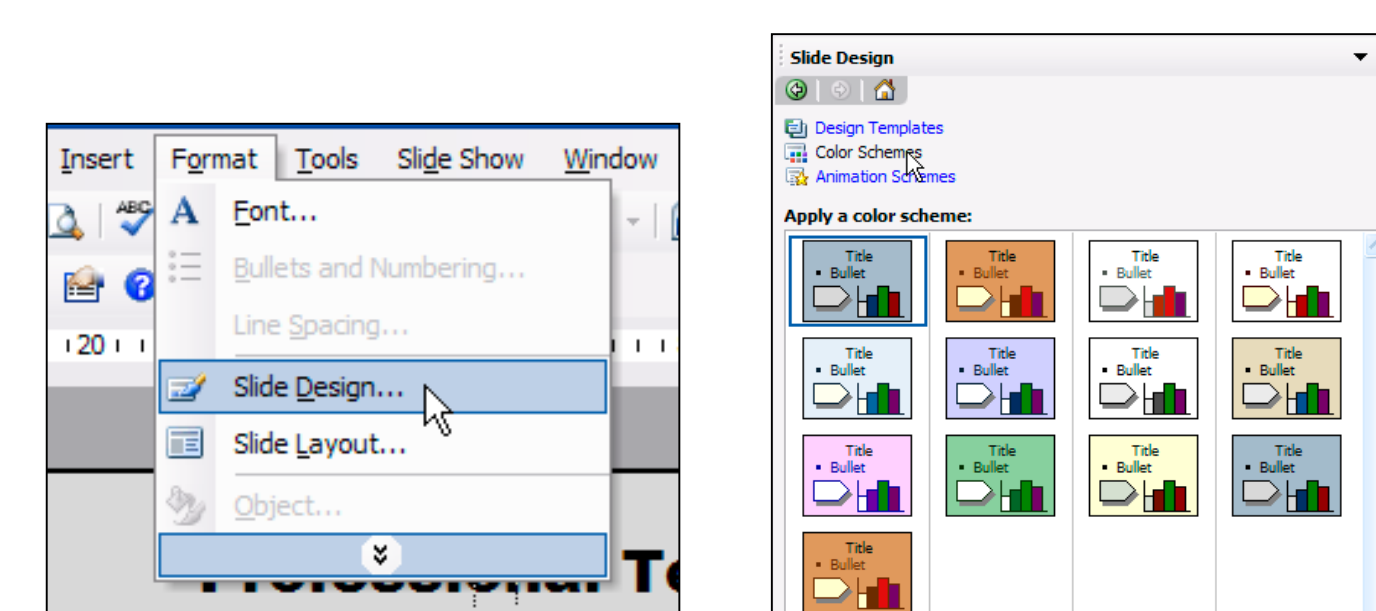 Insert Format Tools Slide Show Window
ABC
Font...
Bullets and Numbering...
Line Spacing...
20
Slide Design...
Slide Layout...
Object...
Slide Design
Design Templates
Color Schemes
Animation Schemes
Apply a color scheme:
Title Title Title Title
▪ Bullet ▪ Bullet ▪ Bullet ▪ Bullet
Title Title Title Title
▪ Bullet ▪ Bullet ▪ Bullet ▪ Bullet
Title Title Title Title
▪ Bullet ▪ Bullet ▪ Bullet ▪ Bullet
Title
▪ Bullet